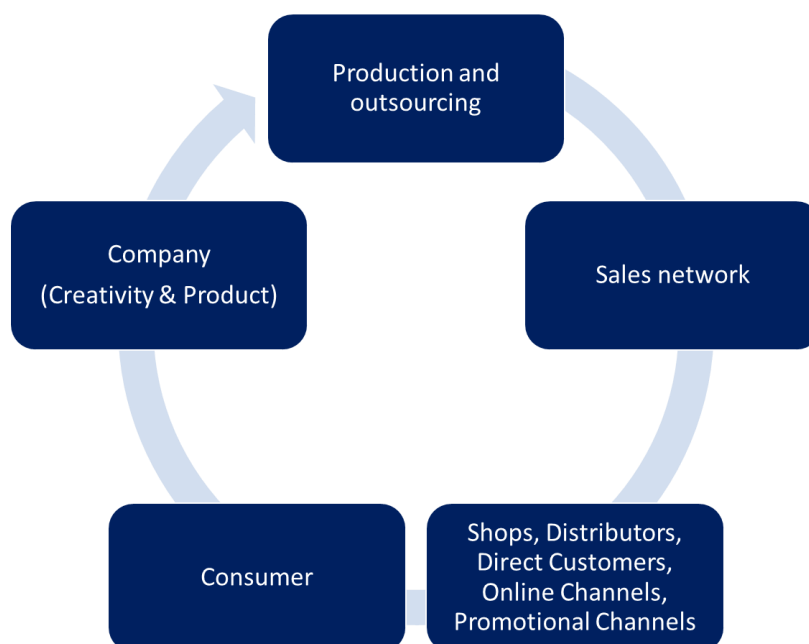 Production and
outsourcing
Company
(Creativity & Product)
Sales network
Consumer
Shops, Distributors,
Direct Customers,
Online Channels,
Promotional Channels